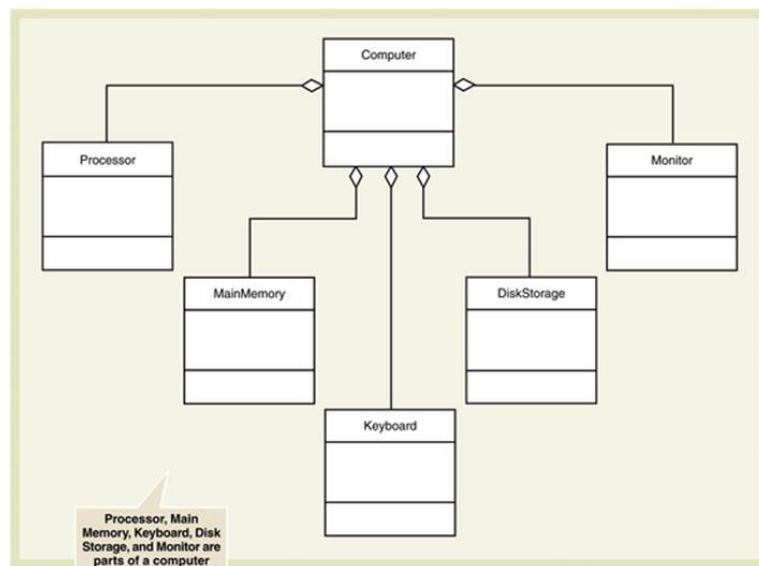 Computer
Processor
Monitor
MainMemory
DiskStorage
Keyboard
Processor, Main
Memory, Keyboard, Disk
Storage, and Monitor are
parts of a computer